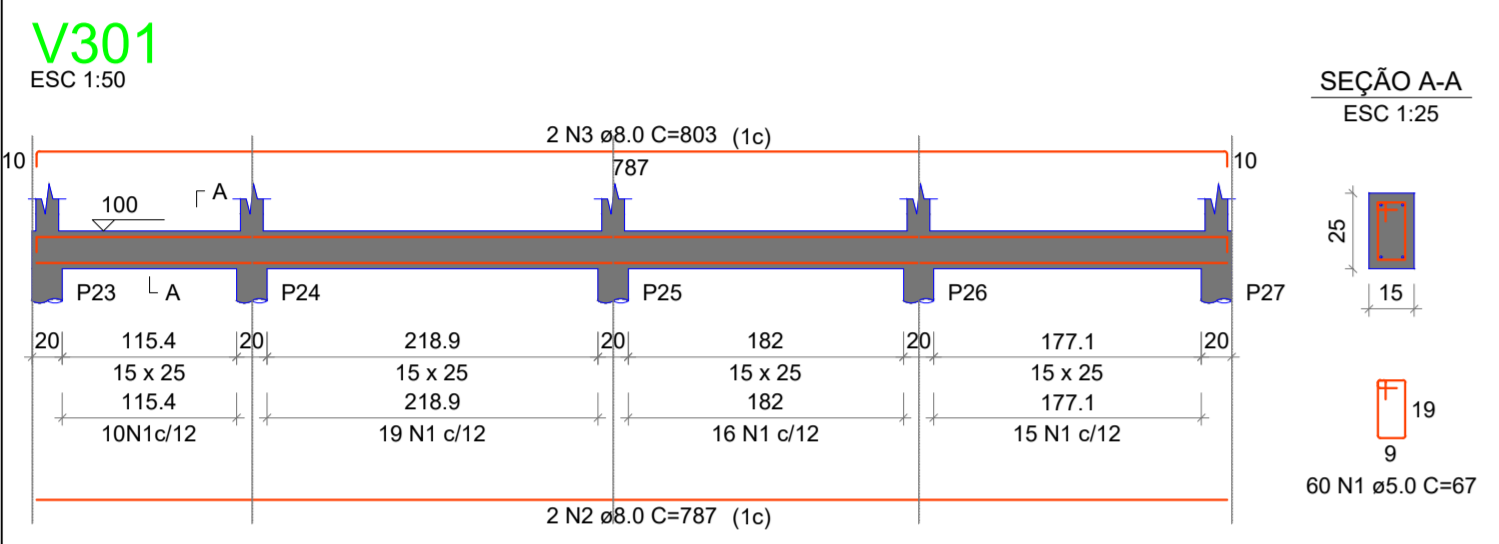 V301
ESC 1:50
SEÇÃO A-A
ESC 1:25
2 N3 ø8.0 C=803 (1c)
10
787
10
A
100
25
P23
A
P24
P25
P26
P27
15
20
115.4
20
218.9
20
182
20
177.1
20
15 x 25
15 x 25
15 x 25
15 x 25
115.4
218.9
182
177.1
10N1c/12
19 N1 c/12
16 N1 c/12
15 N1 c/12
19
9
60 N1 ø5.0 C=67
2 N2 ø8.0 C=787 (1c)